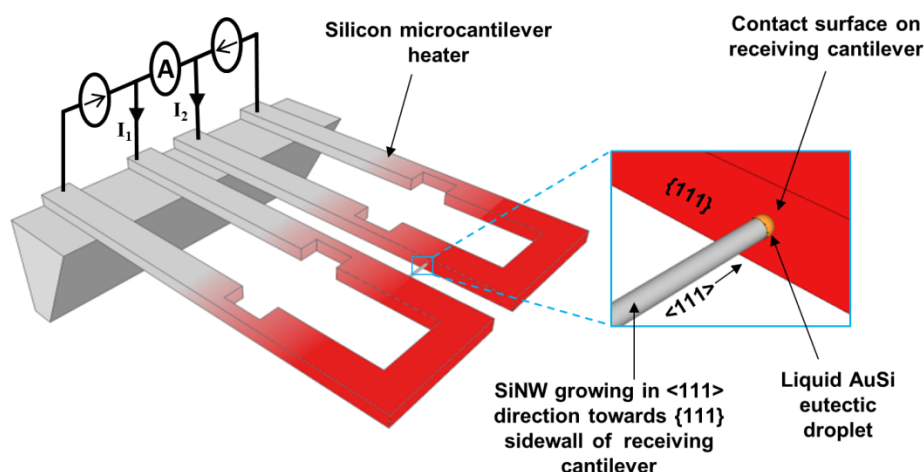 Silicon microcantilever
heater
Contact surface on
receiving cantilever
A
I₁
I₂
{111}
<111>
SiNW growing in <111>
direction towards {111}
sidewall of receiving
cantilever
Liquid AuSi
eutectic
droplet